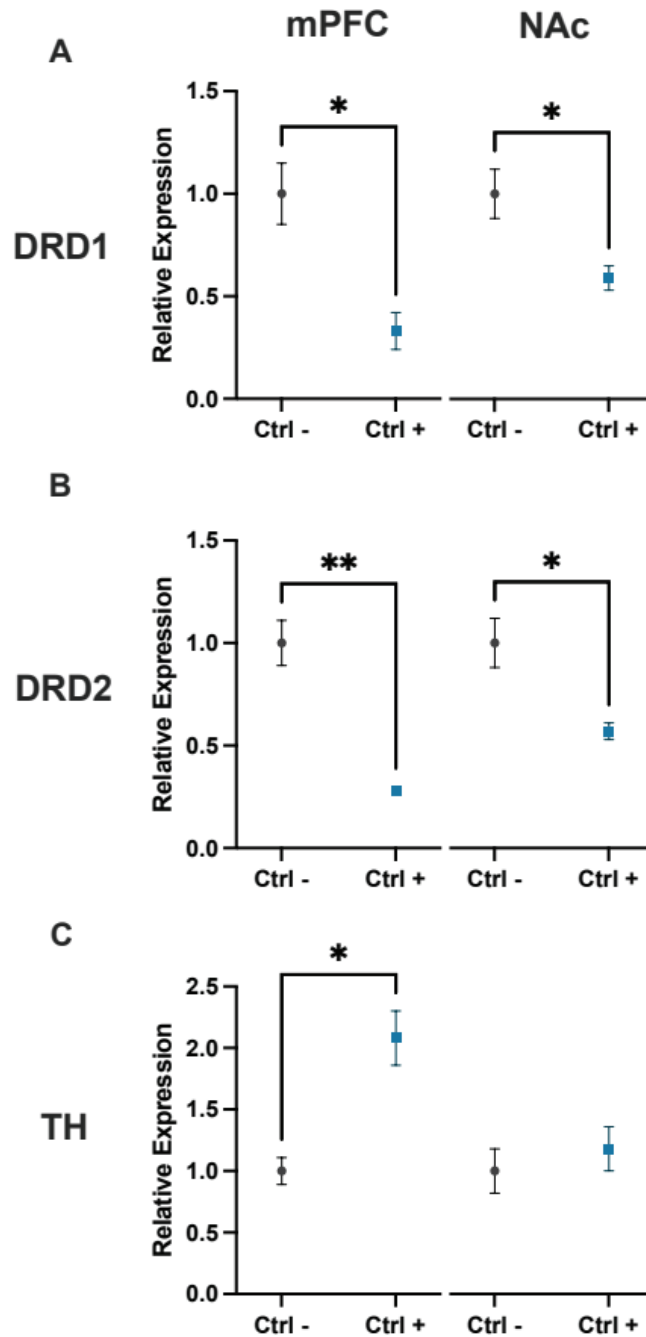 mPFC NAc
A
DRD1
Relative Expression
1.5
1.0
0.5
0.0
* *
Ctrl - Ctrl + Ctrl - Ctrl +
B
DRD2
Relative Expression
1.5
1.0
0.5
0.0
** *
Ctrl - Ctrl + Ctrl - Ctrl +
C
TH
Relative Expression
2.5
2.0
1.5
1.0
0.5
0.0
*
Ctrl - Ctrl + Ctrl - Ctrl +